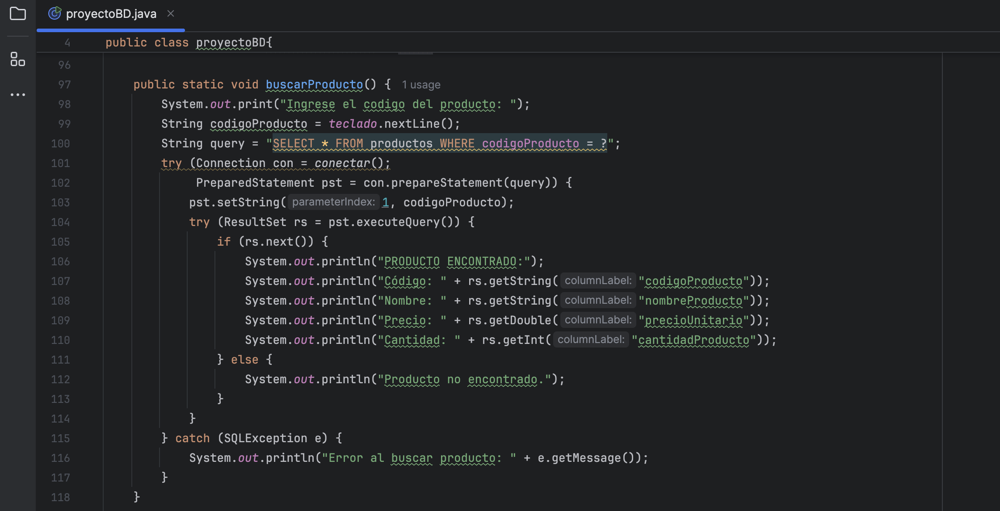 proyectoBD.java
4 public class proyectoBD{
96
97 public static void buscarProducto() { 1 usage
98 System.out.print("Ingrese el codigo del producto: ");
99 String codigoProducto = teclado.nextLine();
100 String query = "SELECT * FROM productos WHERE codigoProducto = ?";
101 try (Connection con = conectar();
102 PreparedStatement pst = con.prepareStatement(query)) {
103 pst.setString( parameterIndex: 1, codigoProducto);
104 try (ResultSet rs = pst.executeQuery()) {
105 if (rs.next()) {
106 System.out.println("PRODUCTO ENCONTRADO:");
107 System.out.println("Código: " + rs.getString( columnLabel: "codigoProducto"));
108 System.out.println("Nombre: " + rs.getString( columnLabel: "nombreProducto"));
109 System.out.println("Precio: " + rs.getDouble( columnLabel: "precioUnitario"));
110 System.out.println("Cantidad: " + rs.getInt( columnLabel: "cantidadProducto"));
111 } else {
112 System.out.println("Producto no encontrado.");
113 }
114 }
115 } catch (SQLException e) {
116 System.out.println("Error al buscar producto: " + e.getMessage());
117 }
118 }